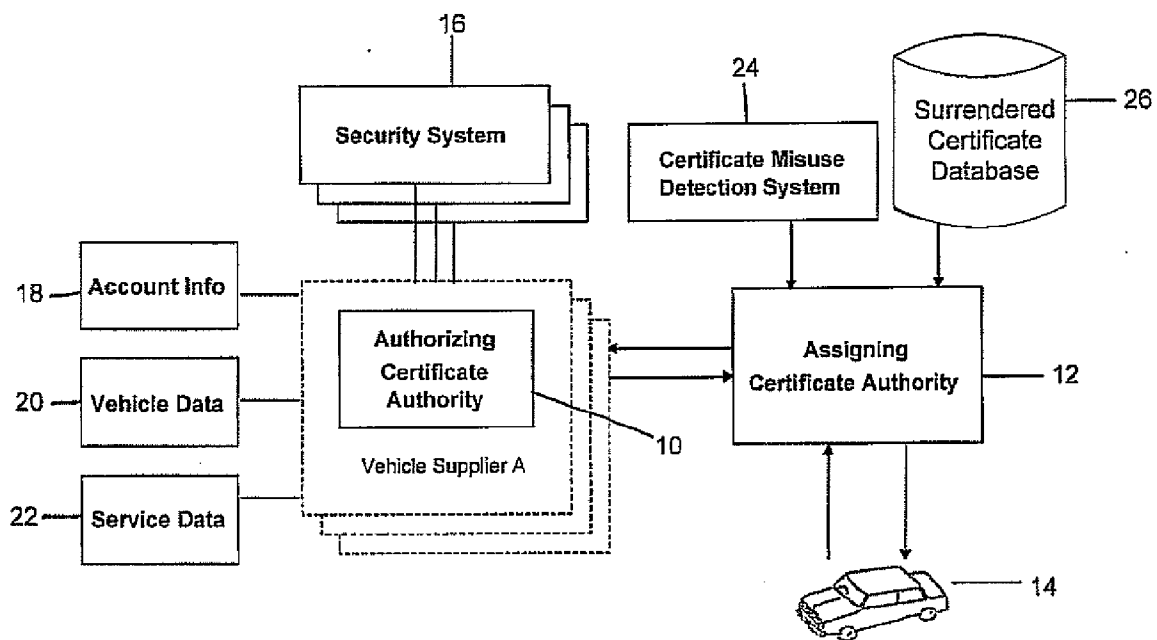 16
Security System
24
Certificate Misuse
Detection System
Surrendered
Certificate
Database
26
18
Account Info
20
Vehicle Data
22
Service Data
Authorizing
Certificate
Authority
10
Vehicle Supplier A
Assigning
Certificate Authority
12
14